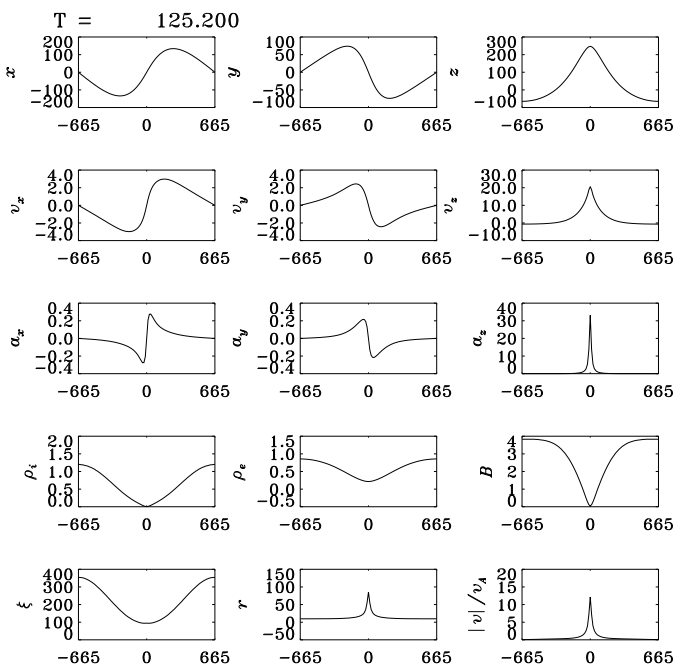 T = 125.200
200
100
0
−100
−200
x
−665 0 665
100
50
0
−50
−100
y
−665 0 665
300
200
100
0
−100
z
−665 0 665
4.0
2.0
0.0
−2.0
−4.0
v_x
−665 0 665
4.0
2.0
0.0
−2.0
−4.0
v_y
−665 0 665
30.0
20.0
10.0
0.0
−10.0
v_z
−665 0 665
0.4
0.2
0.0
−0.2
−0.4
a_x
−665 0 665
0.4
0.2
0.0
−0.2
−0.4
a_y
−665 0 665
40
30
20
10
0
a_z
−665 0 665
2.0
1.5
1.0
0.5
0.0
ρ_i
−665 0 665
1.5
1.0
0.5
0.0
−0.5
ρ_e
−665 0 665
4
3
2
1
0
B
−665 0 665
400
300
200
100
0
ξ
−665 0 665
150
100
50
0
−50
r
−665 0 665
20
15
10
5
0
|v|/v_A
−665 0 665